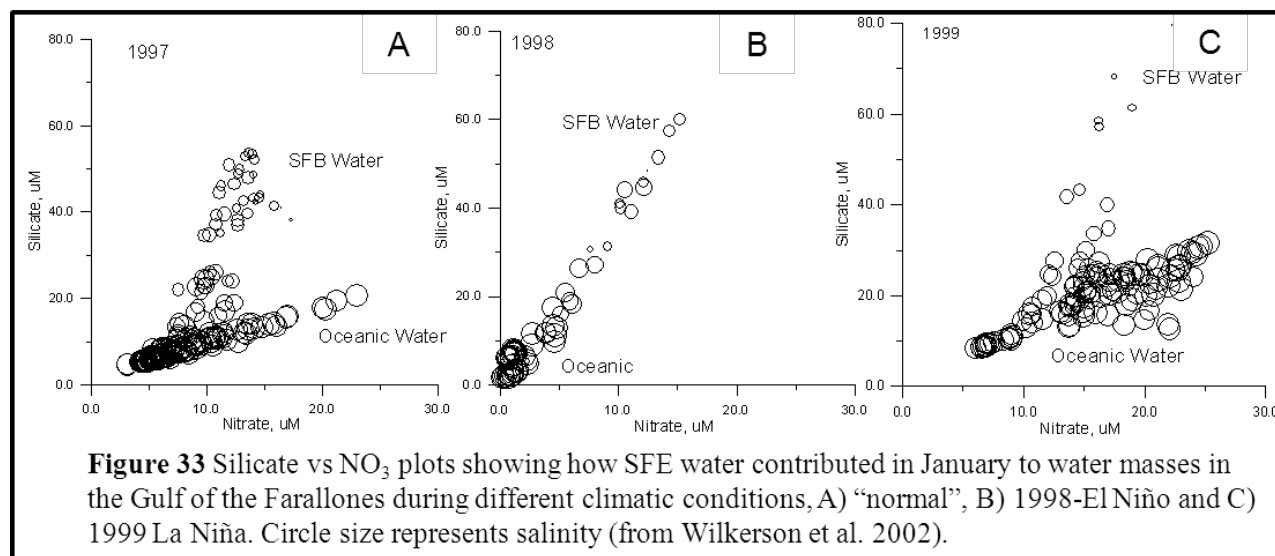 80.0
60.0
40.0
20.0
0.0
Silicate, uM
1997
A
SFB Water
Oceanic Water
0.0 10.0 20.0 30.0
Nitrate, uM
80.0
60.0
40.0
20.0
0.0
Silicate, uM
1998
B
SFB Water
Oceanic
0.0 10.0 20.0 30.0
Nitrate, uM
80.0
60.0
40.0
20.0
0.0
Silicate, uM
1999
C
SFB Water
Oceanic Water
0.0 10.0 20.0 30.0
Nitrate, uM
Figure 33 Silicate vs NO₃ plots showing how SFE water contributed in January to water masses in
the Gulf of the Farallones during different climatic conditions, A) “normal”, B) 1998-El Niño and C)
1999 La Niña. Circle size represents salinity (from Wilkerson et al. 2002).